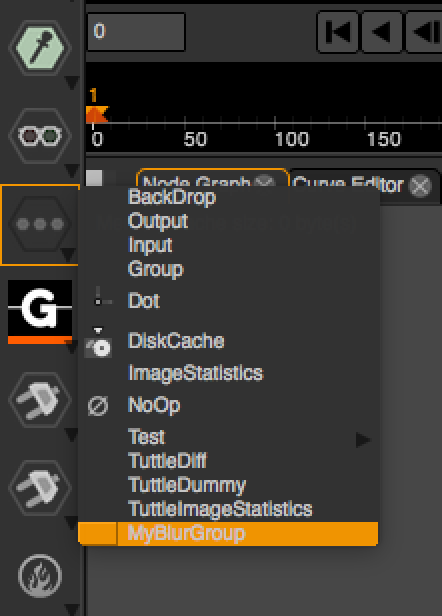 0
1
0 50 100 150
Node Graph Curve Editor
BackDrop
Output
Input
Group
Dot
G
DiskCache
ImageStatistics
NoOp
Test
TuttleDiff
TuttleDummy
TuttleImageStatistics
MyBlurGroup